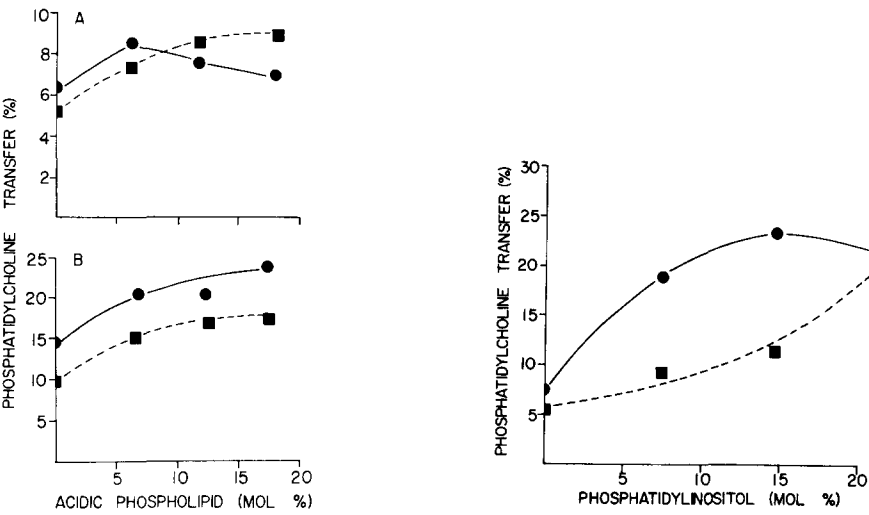 A
10
8
6
4
2
B
25
20
15
10
5
5 10 15 20
ACIDIC PHOSPHOLIPID (MOL %)
PHOSPHATIDYLCHOLINE TRANSFER (%)
30
25
20
15
10
5
5 10 15 20
PHOSPHATIDYLINOSITOL (MOL %)
PHOSPHATIDYLCHOLINE TRANSFER (%)